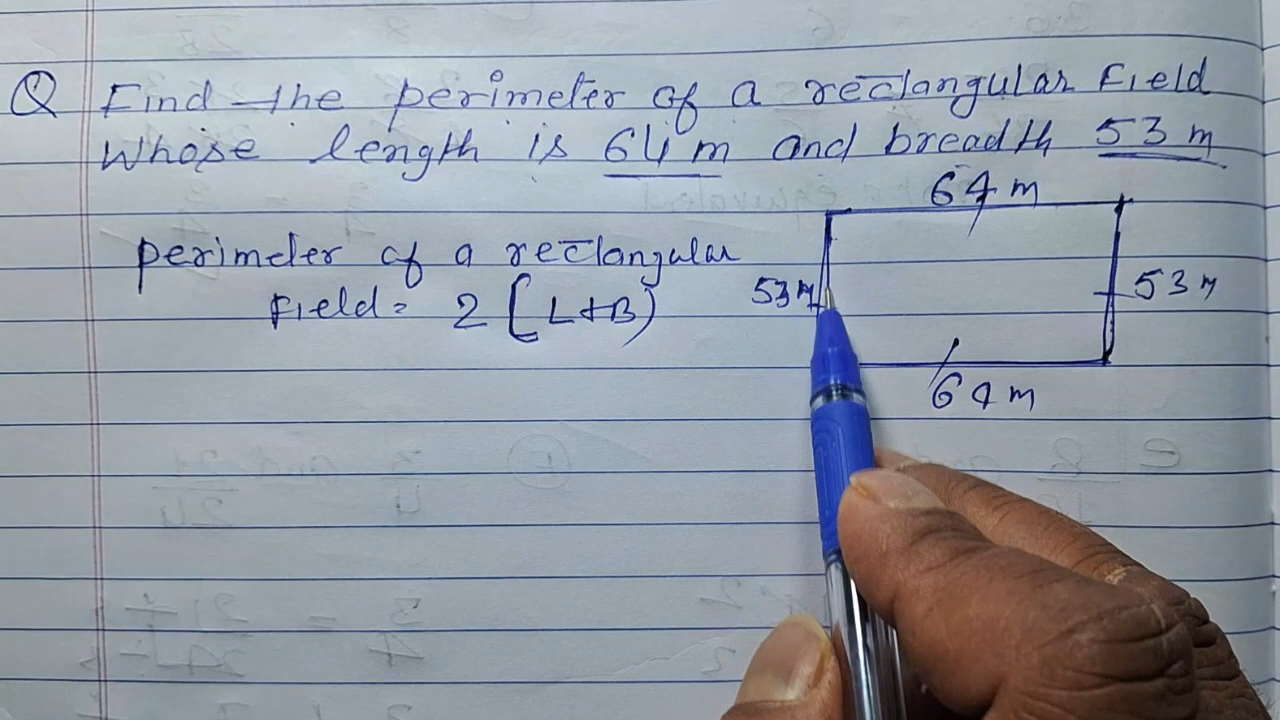 Q Find the perimeter of a rectangular Field
Whose length is 64 m and breadth 53 m
64 m
perimeter of a rectangular
Field = 2 [L+B)
53 m
53 m
64 m